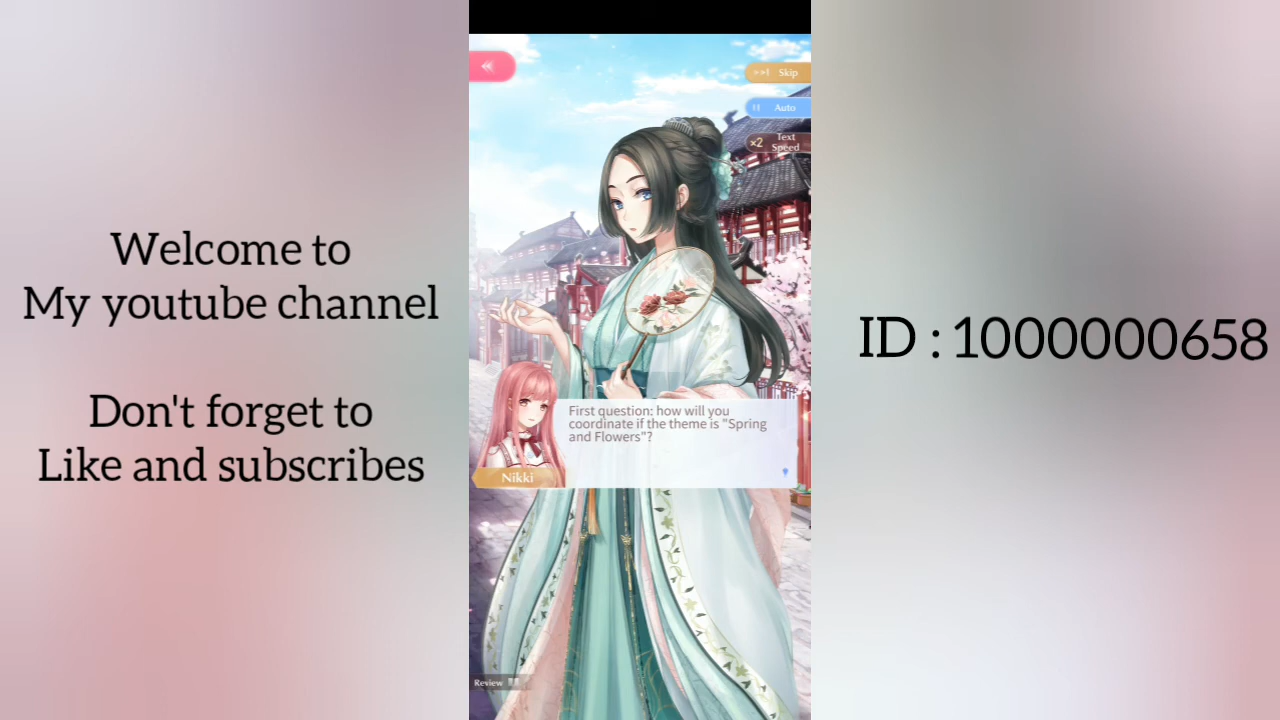 Welcome to
My youtube channel
Don't forget to
Like and subscribes
Skip
Auto
×2 Text
Speed
First question: how will you
coordinate if the theme is "Spring
and Flowers"?
Nikki
Review
ID : 1000000658